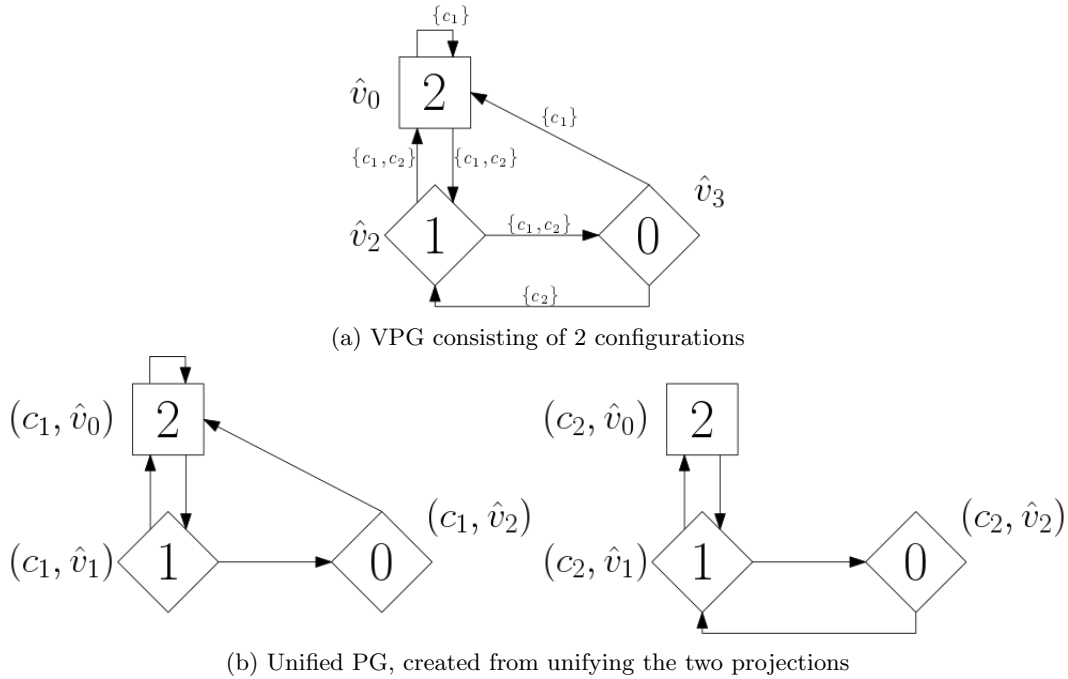 {c₁}
v̂₀ 2
{c₁}
{c₁,c₂} {c₁,c₂}
v̂₃
v̂₂ 1 {c₁,c₂} 0
{c₂}
(a) VPG consisting of 2 configurations
(c₁, v̂₀) 2 (c₂, v̂₀) 2
(c₁, v̂₂) (c₂, v̂₂)
(c₁, v̂₁) 1 0 (c₂, v̂₁) 1 0
(b) Unified PG, created from unifying the two projections